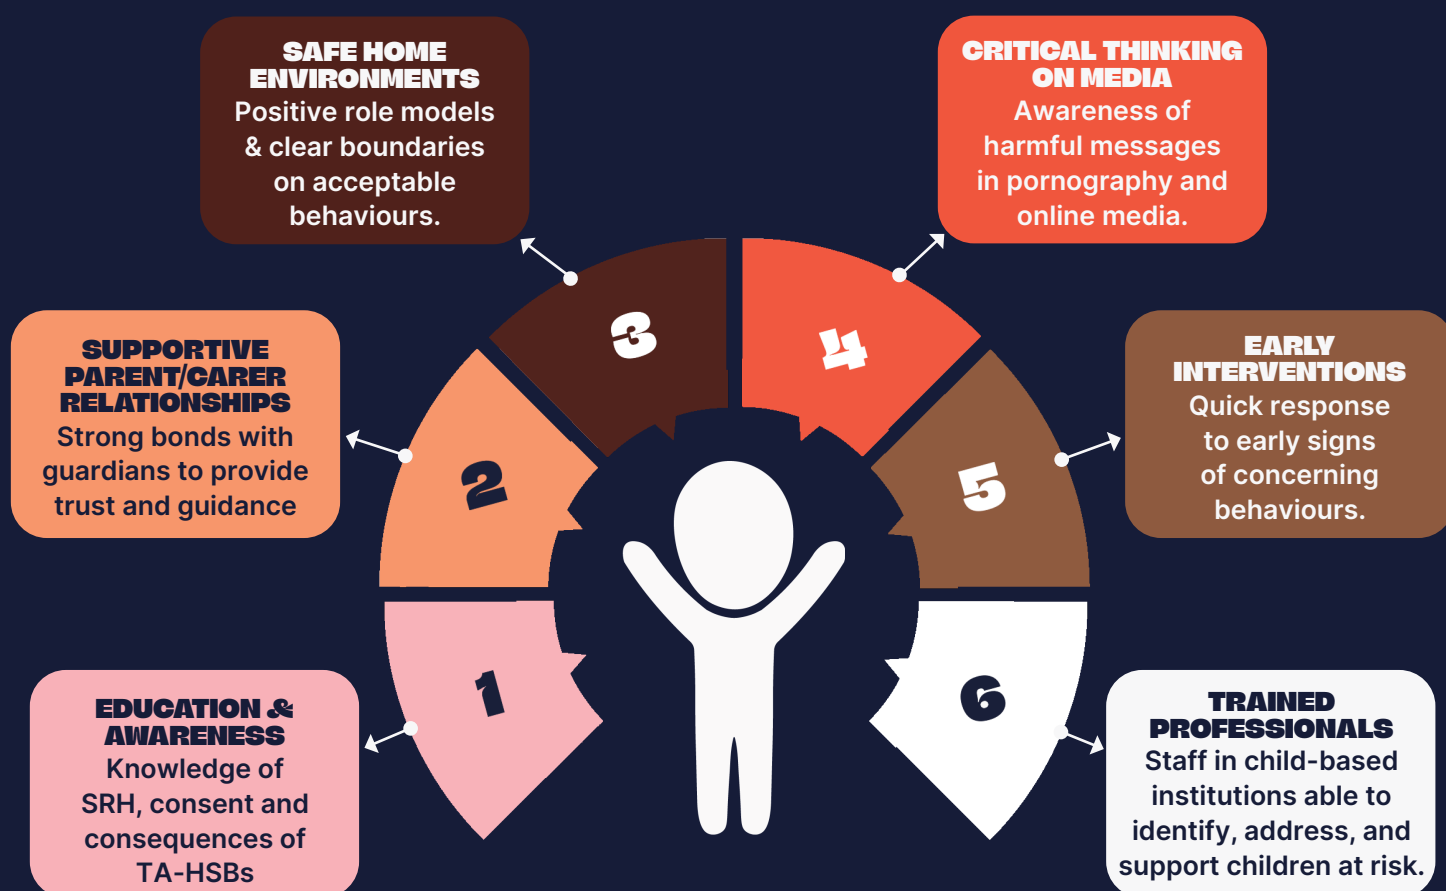 SAFE HOME
ENVIRONMENTS
Positive role models
& clear boundaries
on acceptable
behaviours.
CRITICAL THINKING
ON MEDIA
Awareness of
harmful messages
in pornography and
online media.
3
4
SUPPORTIVE
PARENT/CARER
RELATIONSHIPS
Strong bonds with
guardians to provide
trust and guidance
2
5
EARLY
INTERVENTIONS
Quick response
to early signs
of concerning
behaviours.
EDUCATION &
AWARENESS
Knowledge of
SRH, consent and
consequences of
TA-HSBs
1
6
TRAINED
PROFESSIONALS
Staff in child-based
institutions able to
identify, address, and
support children at risk.